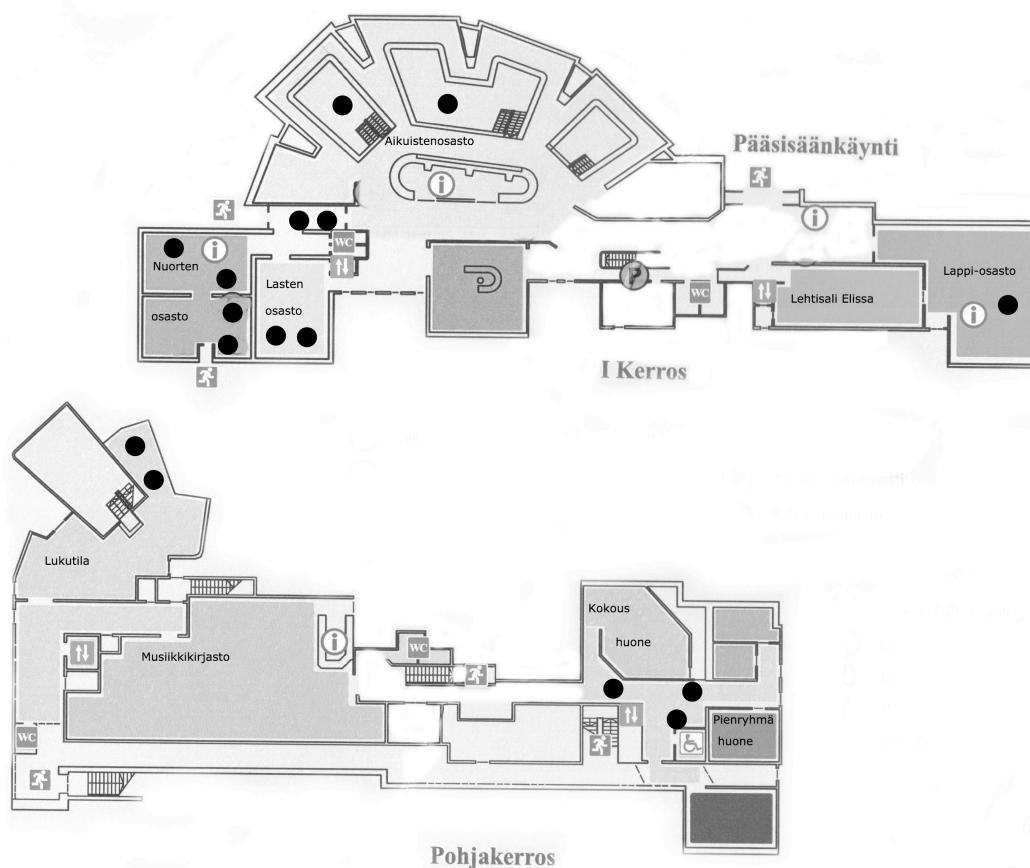 Aikuistenosasto
Pääsisäänkäynti
i
i
i
WC
Nuorten
osasto
Lasten
osasto
P
WC
Lehtisali Elissa
Lappi-osasto
i
I Kerros
Lukutila
Kokous
huone
Musiikkikirjasto
i
WC
WC
Pienryhmä
huone
Pohjakerros